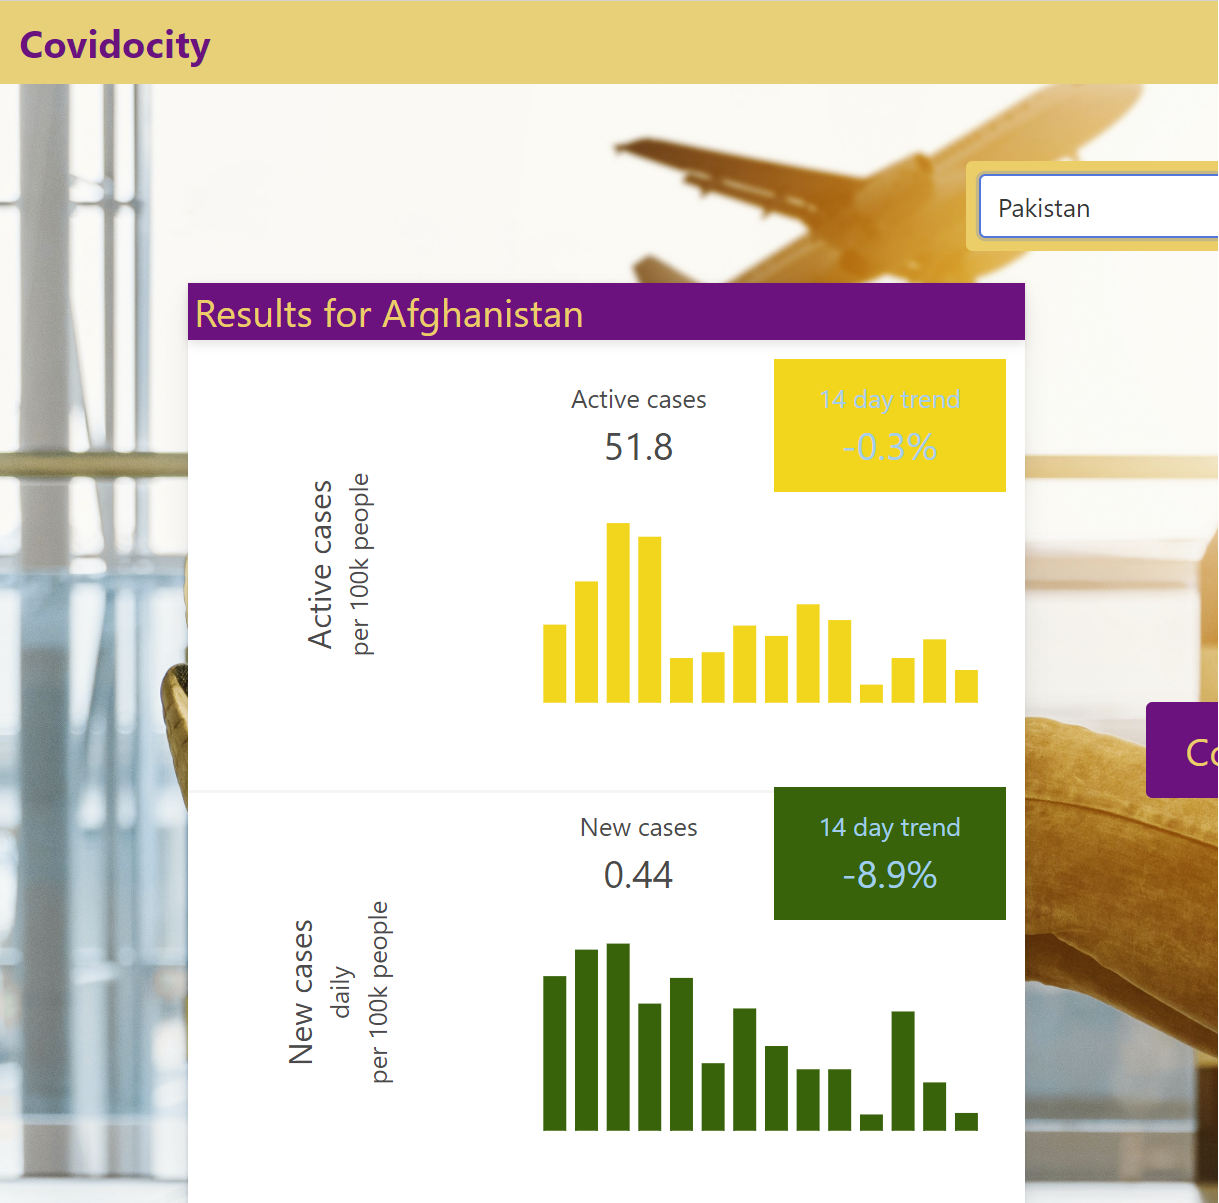 Covidocity
Pakistan
Results for Afghanistan
Active cases
per 100k people
Active cases
51.8
14 day trend
-0.3%
New cases
daily
per 100k people
New cases
0.44
14 day trend
-8.9%